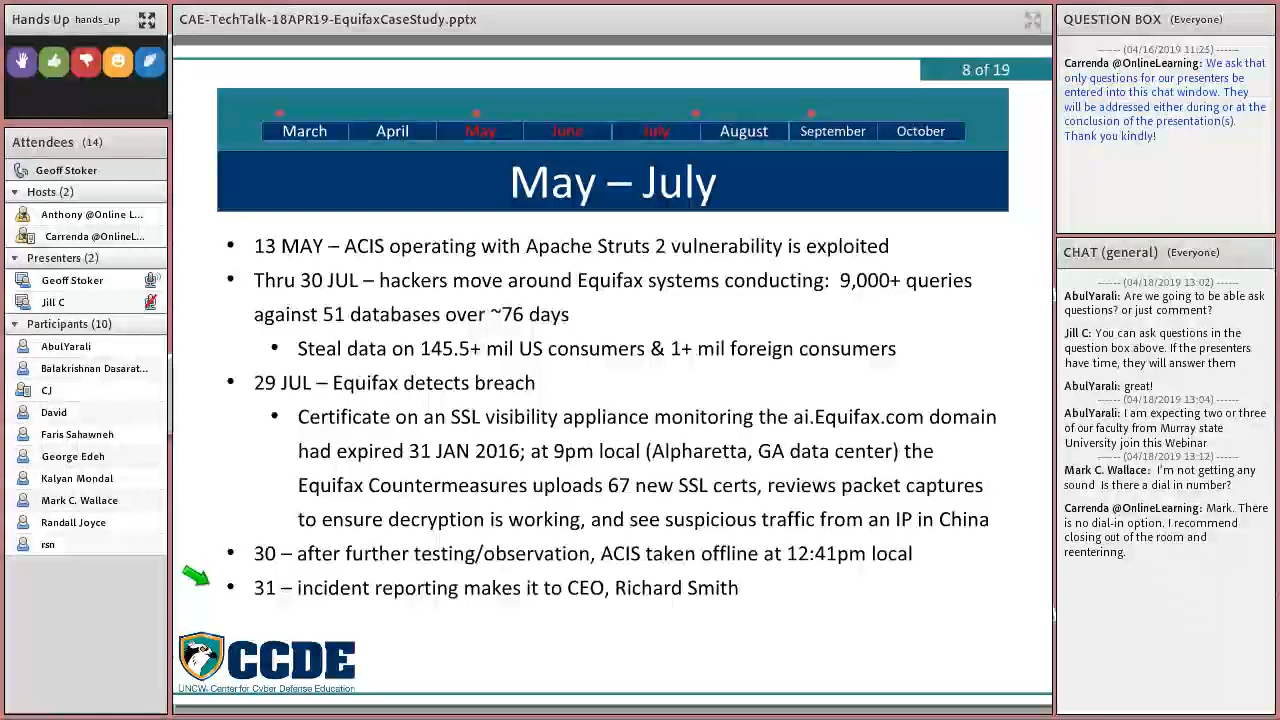 Hands Up hands_up
Attendees (14)
Geoff Stoker
Hosts (2)
Anthony @Online L...
Carrenda @OnlineL...
Presenters (2)
Geoff Stoker
Jill C
Participants (10)
AbulYarali
Balakrishnan Dasarat...
CJ
David
Faris Sahawneh
George Edeh
Kalyan Mondal
Mark C. Wallace
Randall Joyce
rsn
CAE-TechTalk-18APR19-EquifaxCaseStudy.pptx
8 of 19
March April May June July August September October
May – July
• 13 MAY – ACIS operating with Apache Struts 2 vulnerability is exploited
• Thru 30 JUL – hackers move around Equifax systems conducting: 9,000+ queries
against 51 databases over ~76 days
• Steal data on 145.5+ mil US consumers & 1+ mil foreign consumers
• 29 JUL – Equifax detects breach
• Certificate on an SSL visibility appliance monitoring the ai.Equifax.com domain
had expired 31 JAN 2016; at 9pm local (Alpharetta, GA data center) the
Equifax Countermeasures uploads 67 new SSL certs, reviews packet captures
to ensure decryption is working, and see suspicious traffic from an IP in China
• 30 – after further testing/observation, ACIS taken offline at 12:41pm local
• 31 – incident reporting makes it to CEO, Richard Smith
CCDE
UNCW: Center for Cyber Defense Education
QUESTION BOX (Everyone)
------ (04/16/2019 11:25) ------
Carrenda @OnlineLearning: We ask that
only questions for our presenters be
entered into this chat window. They
will be addressed either during or at the
conclusion of the presentation(s).
Thank you kindly!
CHAT (general) (Everyone)
------ (04/18/2019 13:02) ------
AbulYarali: Are we going to be able ask
questions? or just comment?
Jill C: You can ask questions in the
question box above. If the presenters
have time, they will answer them
AbulYarali: great!
------ (04/18/2019 13:04) ------
AbulYarali: I am expecting two or three
of our faculty from Murray state
University join this Webinar
------ (04/18/2019 13:12) ------
Mark C. Wallace: I'm not getting any
sound Is there a dial in number?
Carrenda @OnlineLearning: Mark. There
is no dial-in option. I recommend
closing out of the room and
reentering.